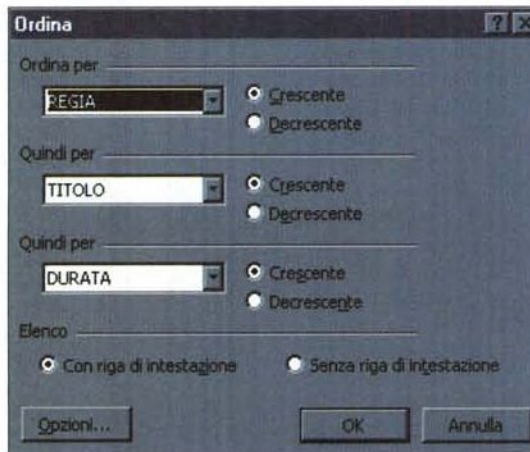 Ordina
Ordina per
REGIA
Crescente
Decrescente
Quindi per
TITOLO
Crescente
Decrescente
Quindi per
DURATA
Crescente
Decrescente
Elenco
Con riga di intestazione Senza riga di intestazione
Opzioni... OK Annulla